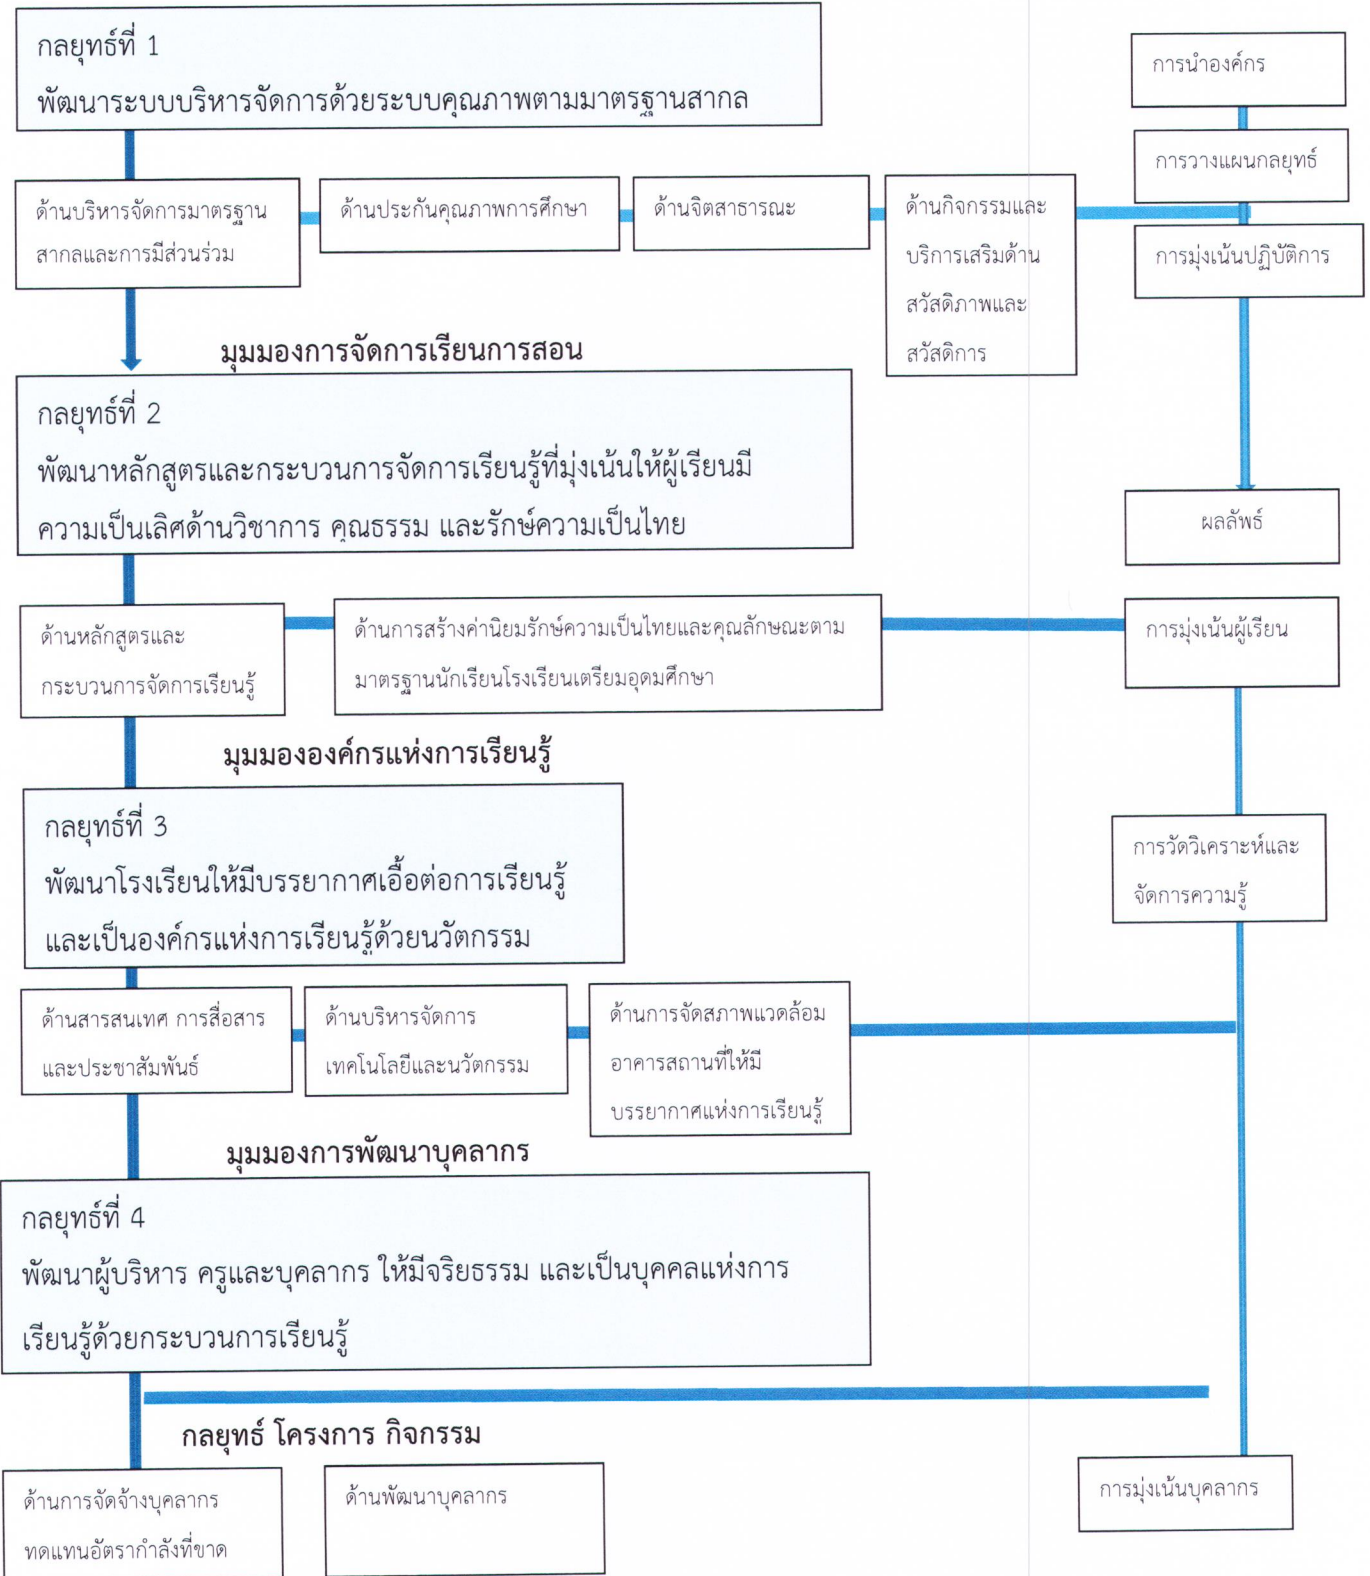 กลยุทธ์ที่ 1
พัฒนาระบบบริหารจัดการด้วยระบบคุณภาพตามมาตรฐานสากล
การนำองค์กร
การวางแผนกลยุทธ์
ด้านบริหารจัดการมาตรฐาน
สากลและการมีส่วนร่วม
ด้านประกันคุณภาพการศึกษา
ด้านจิตสาธารณะ
ด้านกิจกรรมและ
บริการเสริมด้าน
สวัสดิภาพและ
สวัสดิการ
การมุ่งเน้นปฏิบัติการ
มุมมองการจัดการเรียนการสอน
กลยุทธ์ที่ 2
พัฒนาหลักสูตรและกระบวนการจัดการเรียนรู้ที่มุ่งเน้นให้ผู้เรียนมี
ความเป็นเลิศด้านวิชาการ คุณธรรม และรักษ์ความเป็นไทย
ผลลัพธ์
ด้านหลักสูตรและ
กระบวนการจัดการเรียนรู้
ด้านการสร้างค่านิยมรักษ์ความเป็นไทยและคุณลักษณะตาม
มาตรฐานนักเรียนโรงเรียนเตรียมอุดมศึกษา
การมุ่งเน้นผู้เรียน
มุมมององค์กรแห่งการเรียนรู้
กลยุทธ์ที่ 3
พัฒนาโรงเรียนให้มีบรรยากาศเอื้อต่อการเรียนรู้
และเป็นองค์กรแห่งการเรียนรู้ด้วยนวัตกรรม
การวัดวิเคราะห์และ
จัดการความรู้
ด้านสารสนเทศ การสื่อสาร
และประชาสัมพันธ์
ด้านบริหารจัดการ
เทคโนโลยีและนวัตกรรม
ด้านการจัดสภาพแวดล้อม
อาคารสถานที่ให้มี
บรรยากาศแห่งการเรียนรู้
มุมมองการพัฒนาบุคลากร
กลยุทธ์ที่ 4
พัฒนาผู้บริหาร ครูและบุคลากร ให้มีจริยธรรม และเป็นบุคคลแห่งการ
เรียนรู้ด้วยกระบวนการเรียนรู้
กลยุทธ์ โครงการ กิจกรรม
ด้านการจัดจ้างบุคลากร
ทดแทนอัตรากำลังที่ขาด
ด้านพัฒนาบุคลากร
การมุ่งเน้นบุคลากร